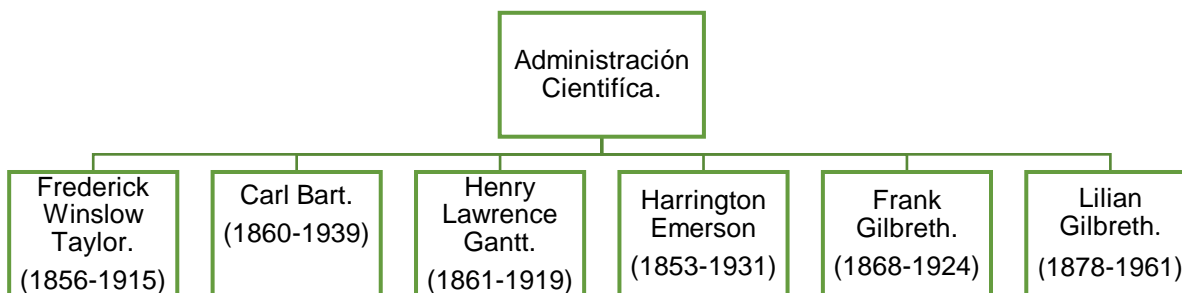 Administración
Científica.
Frederick
Winslow
Taylor.
(1856-1915)
Carl Bart.
(1860-1939)
Henry
Lawrence
Gantt.
(1861-1919)
Harrington
Emerson
(1853-1931)
Frank
Gilbreth.
(1868-1924)
Lilian
Gilbreth.
(1878-1961)